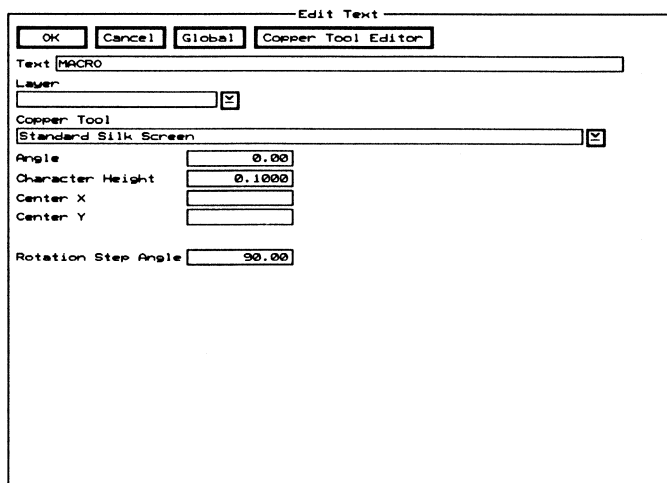 Edit Text
OK Cancel Global Copper Tool Editor
Text MACRO
Layer
Copper Tool
Standard Silk Screen
Angle 0.00
Character Height 0.1000
Center X
Center Y
Rotation Step Angle 90.00